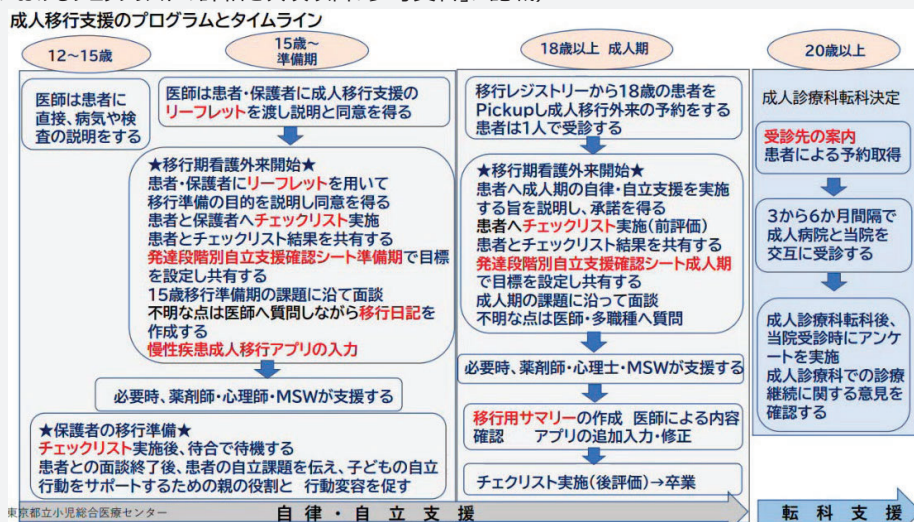 成人移行支援のプログラムとタイムライン
12～15歳
医師は患者に
直接、病気や検
査の説明をする
15歳～
準備期
医師は患者・保護者に成人移行支援の
リーフレットを渡し説明と同意を得る
★移行期看護外来開始★
患者・保護者にリーフレットを用いて
移行準備の目的を説明し同意を得る
患者と保護者へチェックリスト実施
患者とチェックリスト結果を共有する
発達段階別自立支援確認シート準備期で目標
を設定し共有する
15歳移行準備期の課題に沿て面談
不明な点は医師へ質問しながら移行日記を
作成する
慢性疾患成人移行アプリの入力
必要時、薬剤師・心理師・MSWが支援する
★保護者の移行準備★
チェックリスト実施後、待合で待機する
患者との面談終了後、患者の自立課題を伝え、子どもの自立
行動をサポートするための親の役割と 行動変容を促す
18歳以上 成人期
移行レジストリーから18歳の患者を
Pickupし成人移行外来の予約をする
患者は1人で受診する
★移行期看護外来開始★
患者へ成人期の自律・自立支援を実施
する旨を説明し、承諾を得る
患者へチェックリスト実施(前評価)
患者とチェックリスト結果を共有する
発達段階別自立支援確認シート成人期
で目標を設定し共有する
成人期の課題に沿って面談
不明な点は医師・多職種へ質問
必要時、薬剤師・心理士・MSWが支援する
移行用サマリーの作成 医師による内容
確認 アプリの追加入力・修正
チェクリスト実施(後評価)→卒業
20歳以上
成人診療科転科決定
受診先の案内
患者による予約取得
3から6か月間隔で
成人病院と当院を
交互に受診する
成人診療科転科後、
当院受診時にアンケ
ートを実施
成人診療科での診療
継続に関する意見を
確認する
東京都立小児総合医療センター
自律・自立支援
転科支援